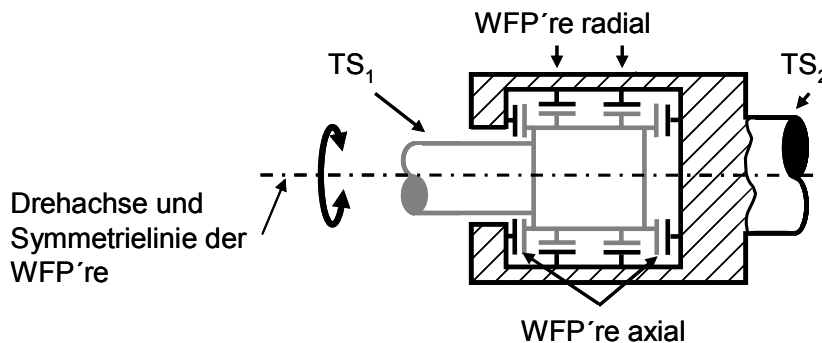 WFP´re radial
TS₁
TS₂
Drehachse und
Symmetrielinie der
WFP´re
WFP´re axial